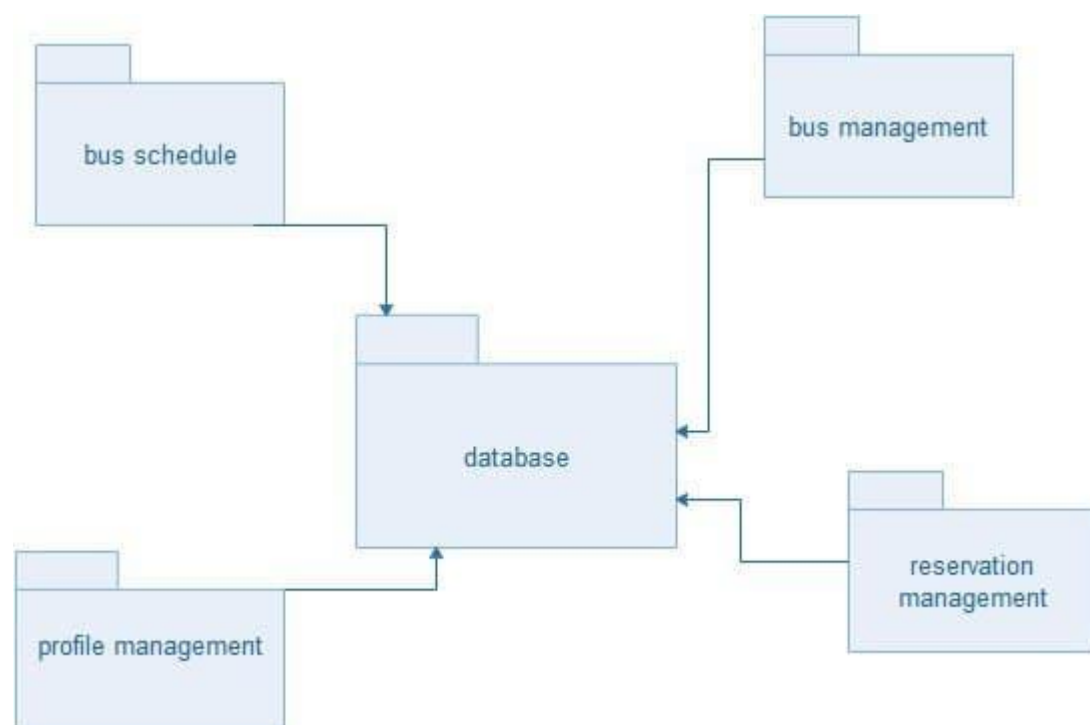 bus schedule
bus management
database
reservation
management
profile management